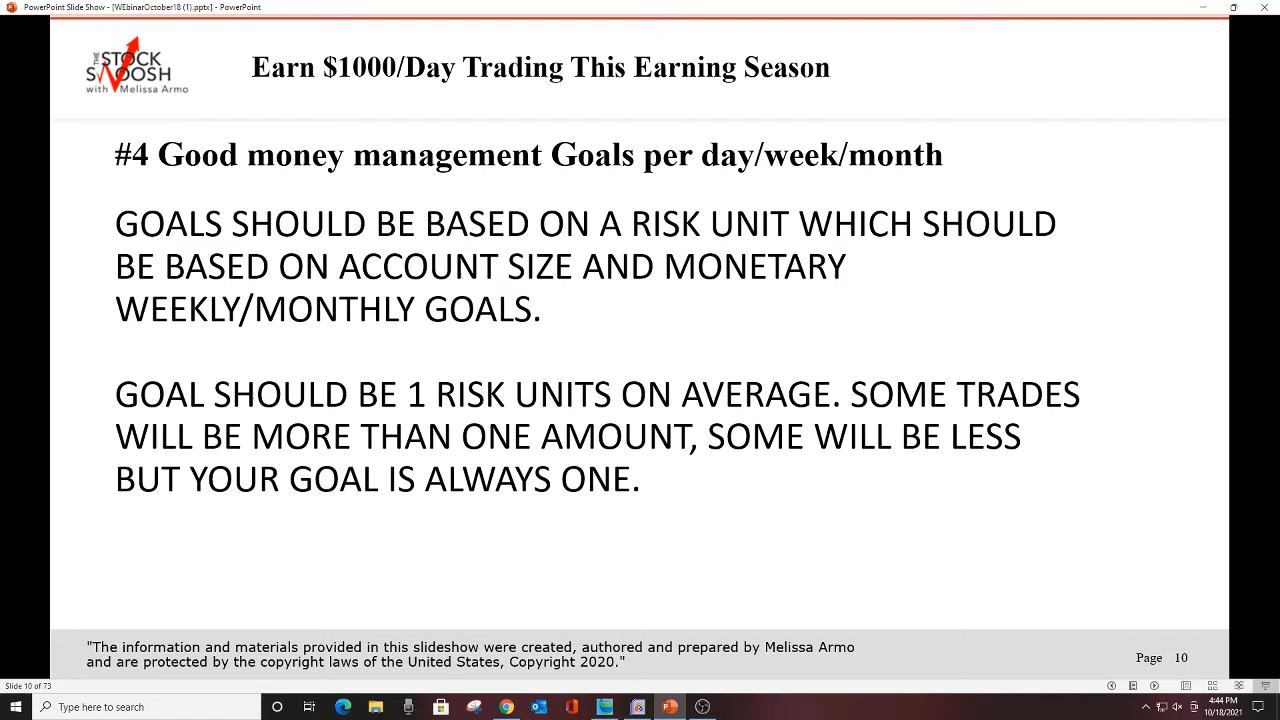 PowerPoint Slide Show - [WEbinarOctober18 (1).pptx] - PowerPoint
THE
STOCK
SWOOSH
with Melissa Armo
Earn $1000/Day Trading This Earning Season
#4 Good money management Goals per day/week/month
GOALS SHOULD BE BASED ON A RISK UNIT WHICH SHOULD
BE BASED ON ACCOUNT SIZE AND MONETARY
WEEKLY/MONTHLY GOALS.
GOAL SHOULD BE 1 RISK UNITS ON AVERAGE. SOME TRADES
WILL BE MORE THAN ONE AMOUNT, SOME WILL BE LESS
BUT YOUR GOAL IS ALWAYS ONE.
"The information and materials provided in this slideshow were created, authored and prepared by Melissa Armo
and are protected by the copyright laws of the United States, Copyright 2020."
Page 10
Slide 10 of 73
Type here to search
4:44 PM
10/18/2021